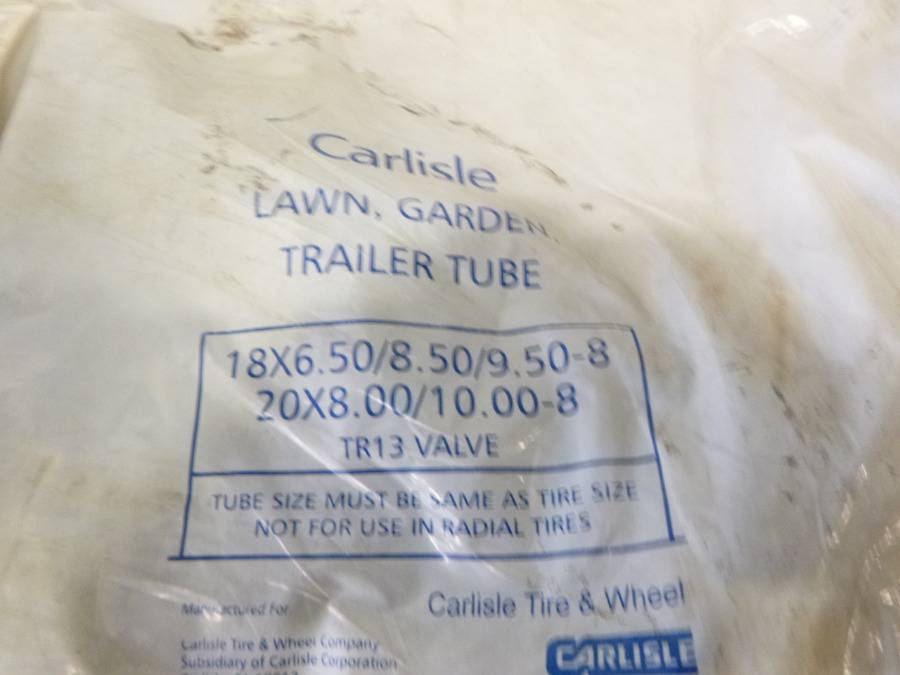 Carlisle
LAWN, GARDEN,
TRAILER TUBE
18X6.50/8.50/9.50-8
20X8.00/10.00-8
TR13 VALVE
TUBE SIZE MUST BE SAME AS TIRE SIZE
NOT FOR USE IN RADIAL TIRES
Manufactured For
Carlisle Tire & Wheel
Carlisle Tire & Wheel Company
Subsidiary of Carlisle Corporation
CARLISLE